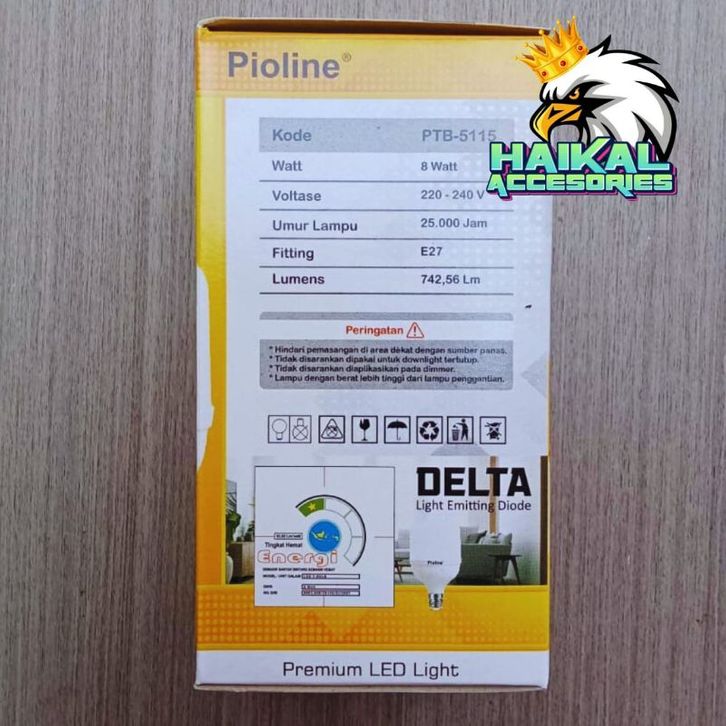 Pioline®
HAIKAL
ACCESORIES
Kode PTB-5115
Watt 8 Watt
Voltase 220 - 240 V
Umur Lampu 25.000 Jam
Fitting E27
Lumens 742,56 Lm
Peringatan
* Hindari pemasangan di area dekat dengan sumber panas.
* Tidak disarankan dipakai untuk downlight tertutup.
* Tidak disarankan diaplikasikan pada dimmer.
* Lampu dengan berat lebih tinggi dari lampu penggantian.
DELTA
Light Emitting Diode
Tingkat Hemat
Energi
Pioline
Premium LED Light